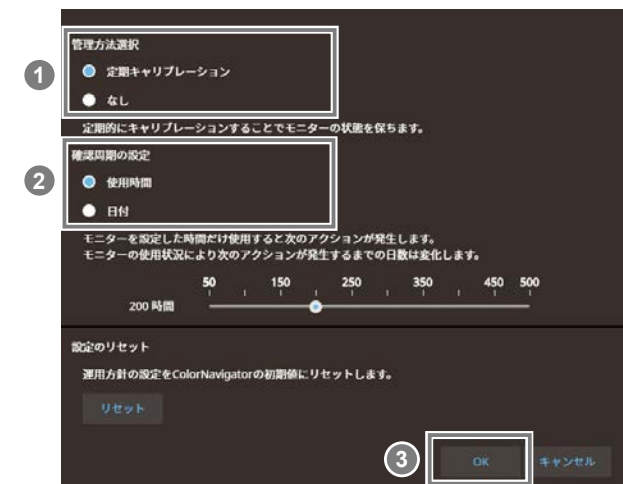 管理方法選択
1
定期キャリブレーション
なし
定期的にキャリブレーションすることでモニターの状態を保ちます。
確認周期の設定
2
使用時間
日付
モニターを設定した時間だけ使用すると次のアクションが発生します。
モニターの使用状況により次のアクションが発生するまでの日数は変化します。
50 150 250 350 450 500
200 時間
設定のリセット
運用方針の設定をColorNavigatorの初期値にリセットします。
リセット
3 OK キャンセル